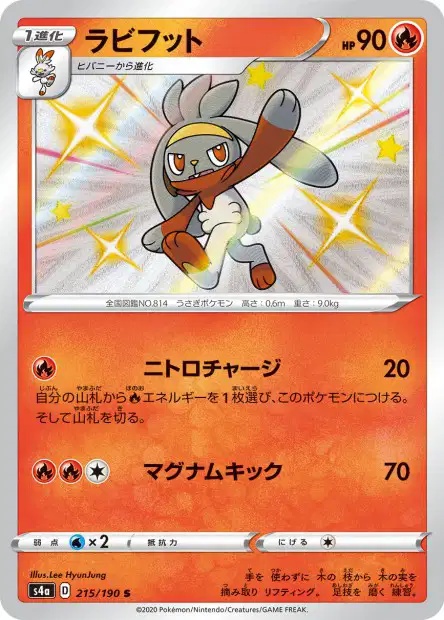 1進化
ラビフット
HP90
ヒバニーから進化
全国図鑑NO.814 うさぎポケモン 高さ:0.6m 重さ:9.0kg
ニトロチャージ 20
自分の山札から エネルギーを1枚選び、このポケモンにつける。
そして山札を切る。
マグナムキック 70
弱点 ×2 抵抗力 にげる
Illus.Lee HyunJung
s4a D 215/190 S
手を 使わずに 木の 枝から 木の 実を
摘み取り リフティング。 足技を 磨く 練習。
©2020 Pokémon/Nintendo/Creatures/GAME FREAK.